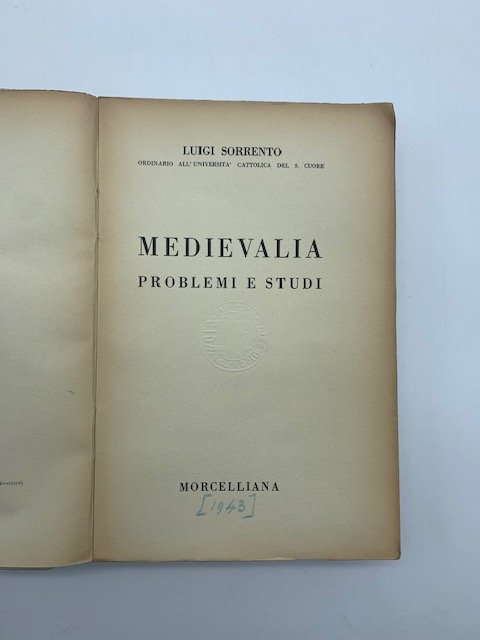 LUIGI SORRENTO
ORDINARIO ALL'UNIVERSITA' CATTOLICA DEL S. CUORE
MEDIEVALIA
PROBLEMI E STUDI
MORCELLIANA
[1943]